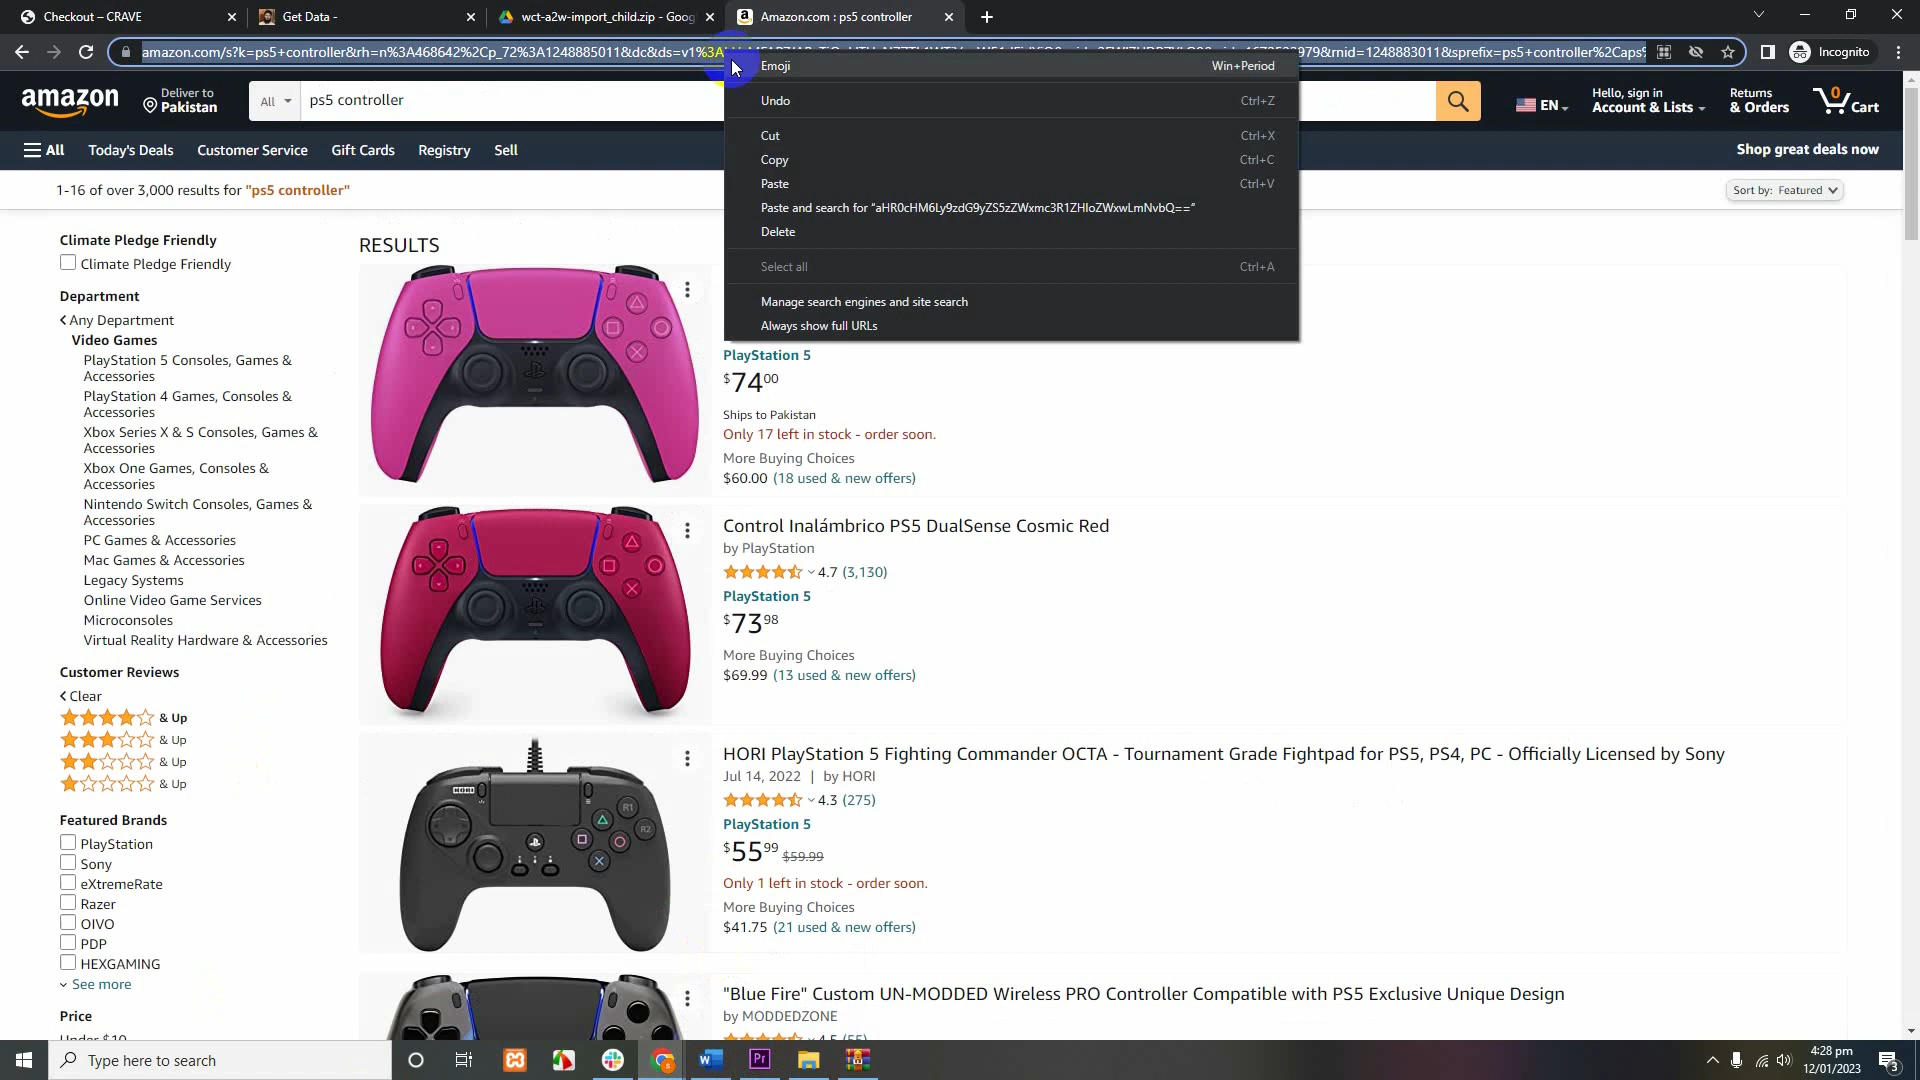 Checkout – CRAVE
Get Data -
wct-a2w-import_child.zip - Goog
Amazon.com : ps5 controller
amazon.com/s?k=ps5+controller&rh=n%3A468642%2Cp_72%3A1248885011&dc&ds=v1%3A
979&rnid=1248883011&sprefix=ps5+controller%2Caps%
Incognito
Emoji Win+Period
Undo Ctrl+Z
Cut Ctrl+X
Copy Ctrl+C
Paste Ctrl+V
Paste and search for “aHR0cHM6Ly9zdG9yZS5zZWxmc3R1ZHloZWxwLmNvbQ==”
Delete
Select all Ctrl+A
Manage search engines and site search
Always show full URLs
amazon
Deliver to
Pakistan
All
ps5 controller
EN
Hello, sign in
Account & Lists
Returns
& Orders
0
Cart
All
Today's Deals
Customer Service
Gift Cards
Registry
Sell
Shop great deals now
1-16 of over 3,000 results for "ps5 controller"
Sort by: Featured
Climate Pledge Friendly
Climate Pledge Friendly
Department
Any Department
Video Games
PlayStation 5 Consoles, Games &
Accessories
PlayStation 4 Games, Consoles &
Accessories
Xbox Series X & S Consoles, Games &
Accessories
Xbox One Games, Consoles &
Accessories
Nintendo Switch Consoles, Games &
Accessories
PC Games & Accessories
Mac Games & Accessories
Legacy Systems
Online Video Game Services
Microconsoles
Virtual Reality Hardware & Accessories
Customer Reviews
Clear
& Up
& Up
& Up
& Up
Featured Brands
PlayStation
Sony
eXtremeRate
Razer
OIVO
PDP
HEXGAMING
See more
Price
Under $10
RESULTS
PlayStation 5
$74.00
Ships to Pakistan
Only 17 left in stock - order soon.
More Buying Choices
$60.00 (18 used & new offers)
Control Inalámbrico PS5 DualSense Cosmic Red
by PlayStation
4.7 (3,130)
PlayStation 5
$73.98
More Buying Choices
$69.99 (13 used & new offers)
HORI
R1
R2
HORI PlayStation 5 Fighting Commander OCTA - Tournament Grade Fightpad for PS5, PS4, PC - Officially Licensed by Sony
Jul 14, 2022 | by HORI
4.3 (275)
PlayStation 5
$55.99 $59.99
Only 1 left in stock - order soon.
More Buying Choices
$41.75 (21 used & new offers)
"Blue Fire" Custom UN-MODDED Wireless PRO Controller Compatible with PS5 Exclusive Unique Design
by MODDEDZONE
4.5 (55)
Type here to search
Pr
4:28 pm
12/01/2023
3